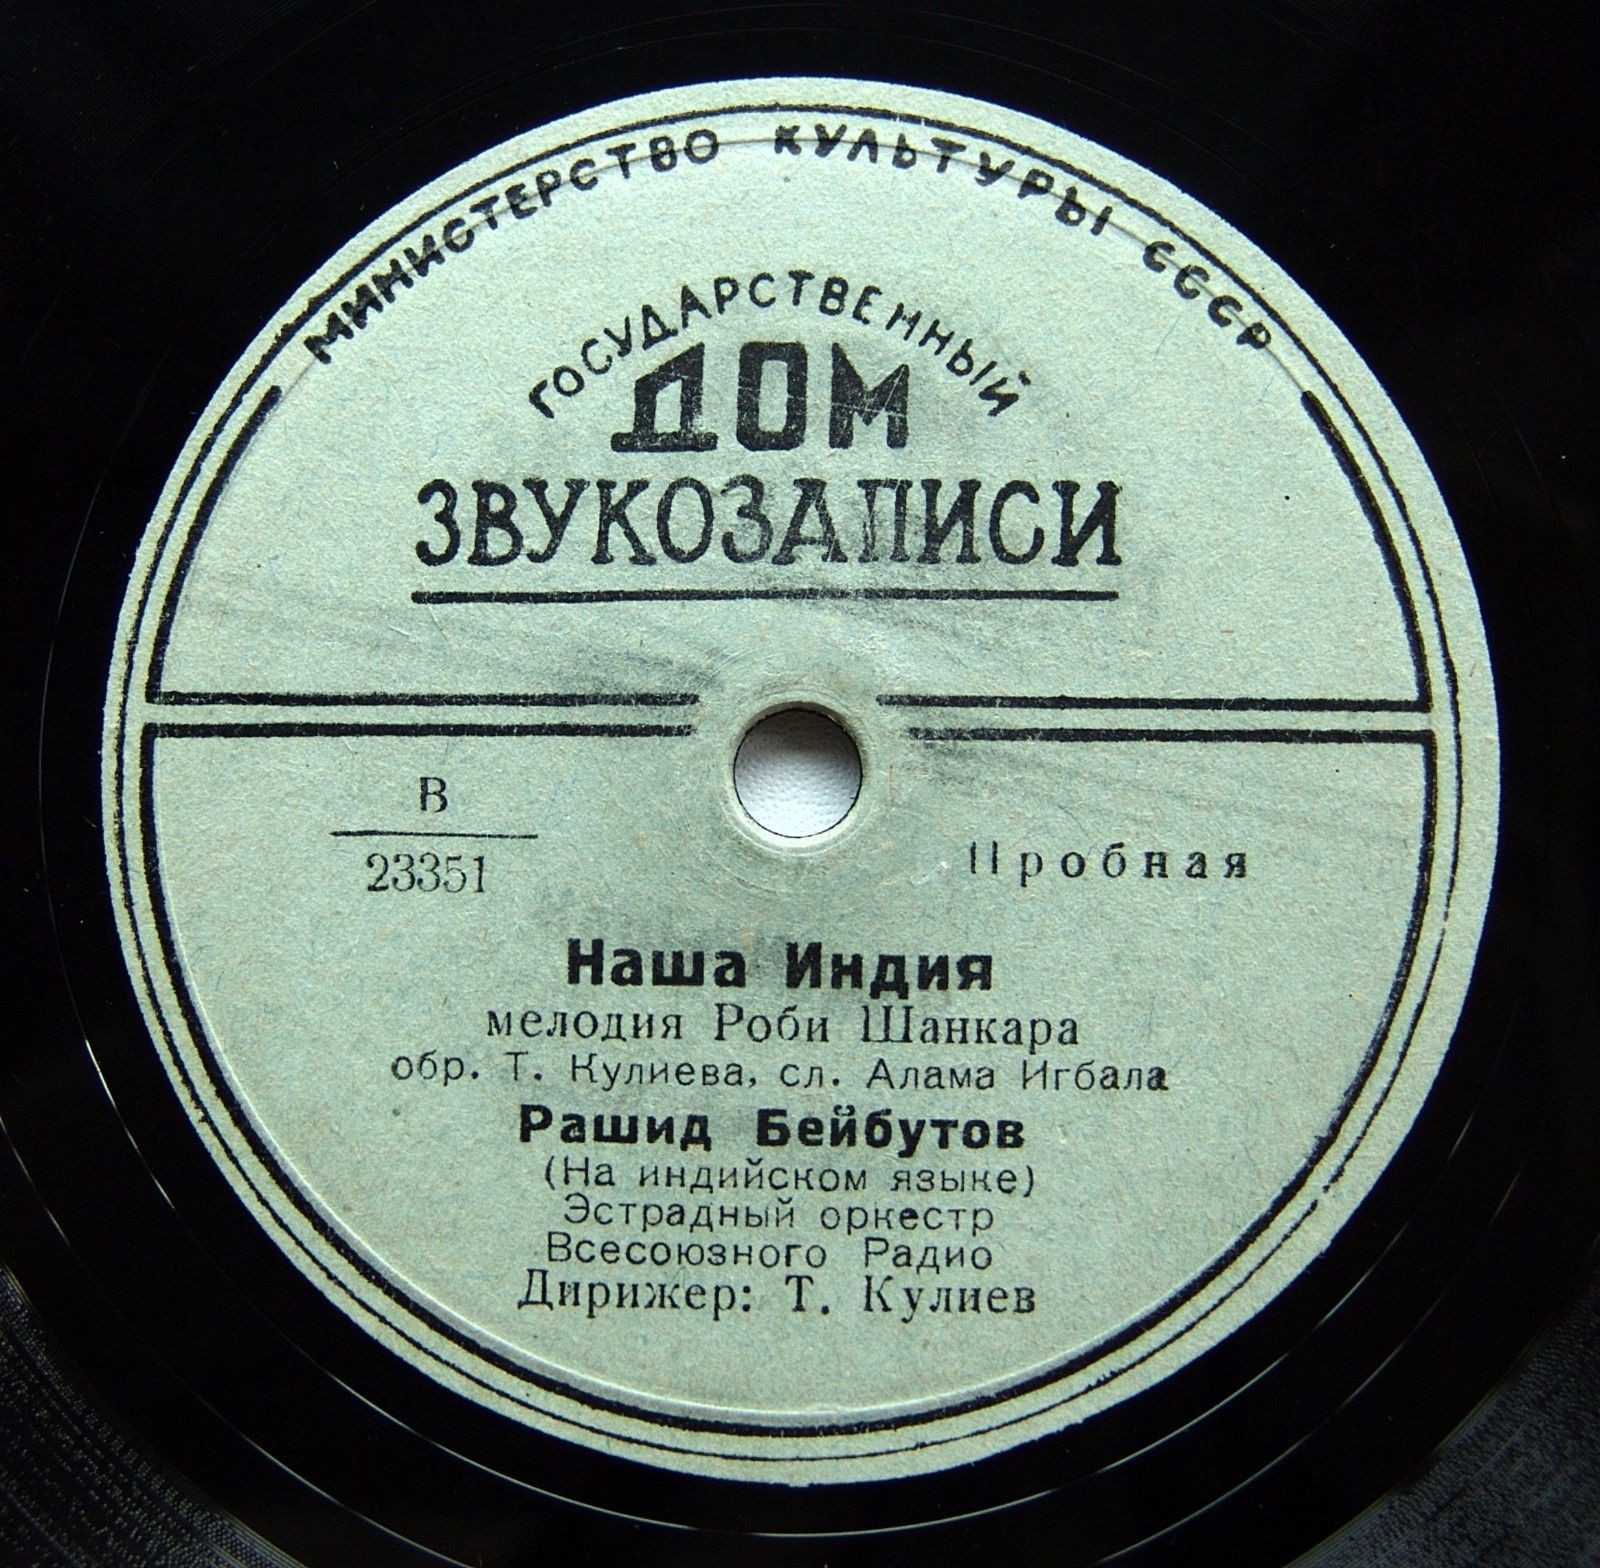 МИНИСТЕРСТВО КУЛЬТУРЫ СССР
ГОСУДАРСТВЕННЫЙ
ДОМ
ЗВУКОЗАПИСИ
В
23351
Пробная
Наша Индия
мелодия Роби Шанкара
обр. Т. Кулиева, сл. Алама Игбала
Рашид Бейбутов
(На индийском языке)
Эстрадный оркестр
Всесоюзного Радио
Дирижер: Т. Кулиев